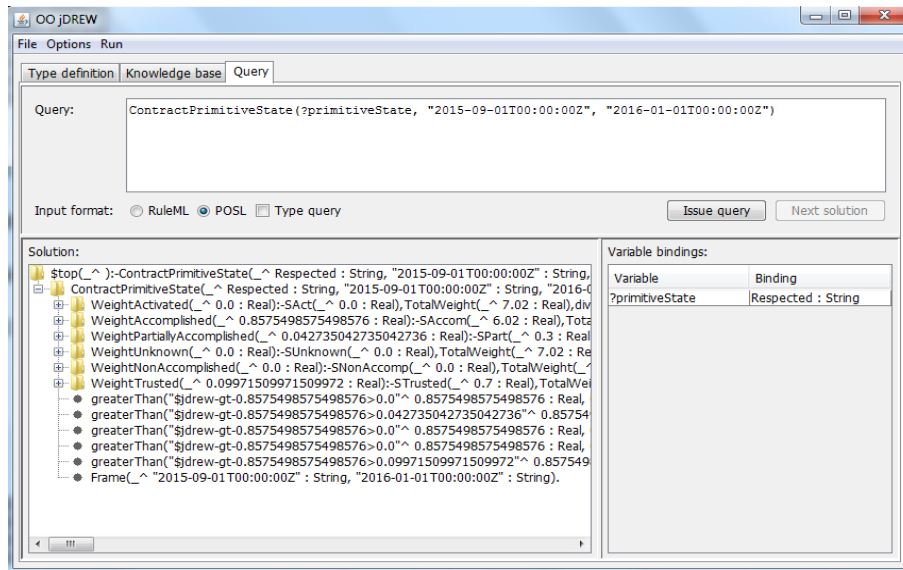 OO jDREW
File Options Run
Type definition Knowledge base Query
Query:
ContractPrimitiveState(?primitiveState, "2015-09-01T00:00:00Z", "2016-01-01T00:00:00Z")
Input format: RuleML POSL Type query Issue query Next solution
Solution:
$top(_^ ):-ContractPrimitiveState(_^ Respected : String, "2015-09-01T00:00:00Z" : String,
ContractPrimitiveState(_^ Respected : String, "2015-09-01T00:00:00Z" : String, "2016-0
WeightActivated(_^ 0.0 : Real):-SAct(_^ 0.0 : Real),TotalWeight(_^ 7.02 : Real),div
WeightAccomplished(_^ 0.8575498575498576 : Real):-SAccom(_^ 6.02 : Real),Tota
WeightPartiallyAccomplished(_^ 0.042735042735042736 : Real):-SPart(_^ 0.3 : Real
WeightUnknown(_^ 0.0 : Real):-SUnknown(_^ 0.0 : Real),TotalWeight(_^ 7.02 : Re
WeightNonAccomplished(_^ 0.0 : Real):-SNonAccomp(_^ 0.0 : Real),TotalWeight(_^
WeightTrusted(_^ 0.09971509971509972 : Real):-STrusted(_^ 0.7 : Real),TotalWei
greaterThan("$jdrew-gt-0.8575498575498576>0.0"^ 0.8575498575498576 : Real,
greaterThan("$jdrew-gt-0.8575498575498576>0.042735042735042736"^ 0.85754
greaterThan("$jdrew-gt-0.8575498575498576>0.0"^ 0.8575498575498576 : Real,
greaterThan("$jdrew-gt-0.8575498575498576>0.0"^ 0.8575498575498576 : Real,
greaterThan("$jdrew-gt-0.8575498575498576>0.09971509971509972"^ 0.857549
Frame(_^ "2015-09-01T00:00:00Z" : String, "2016-01-01T00:00:00Z" : String).
Variable bindings:
Variable Binding
?primitiveState Respected : String